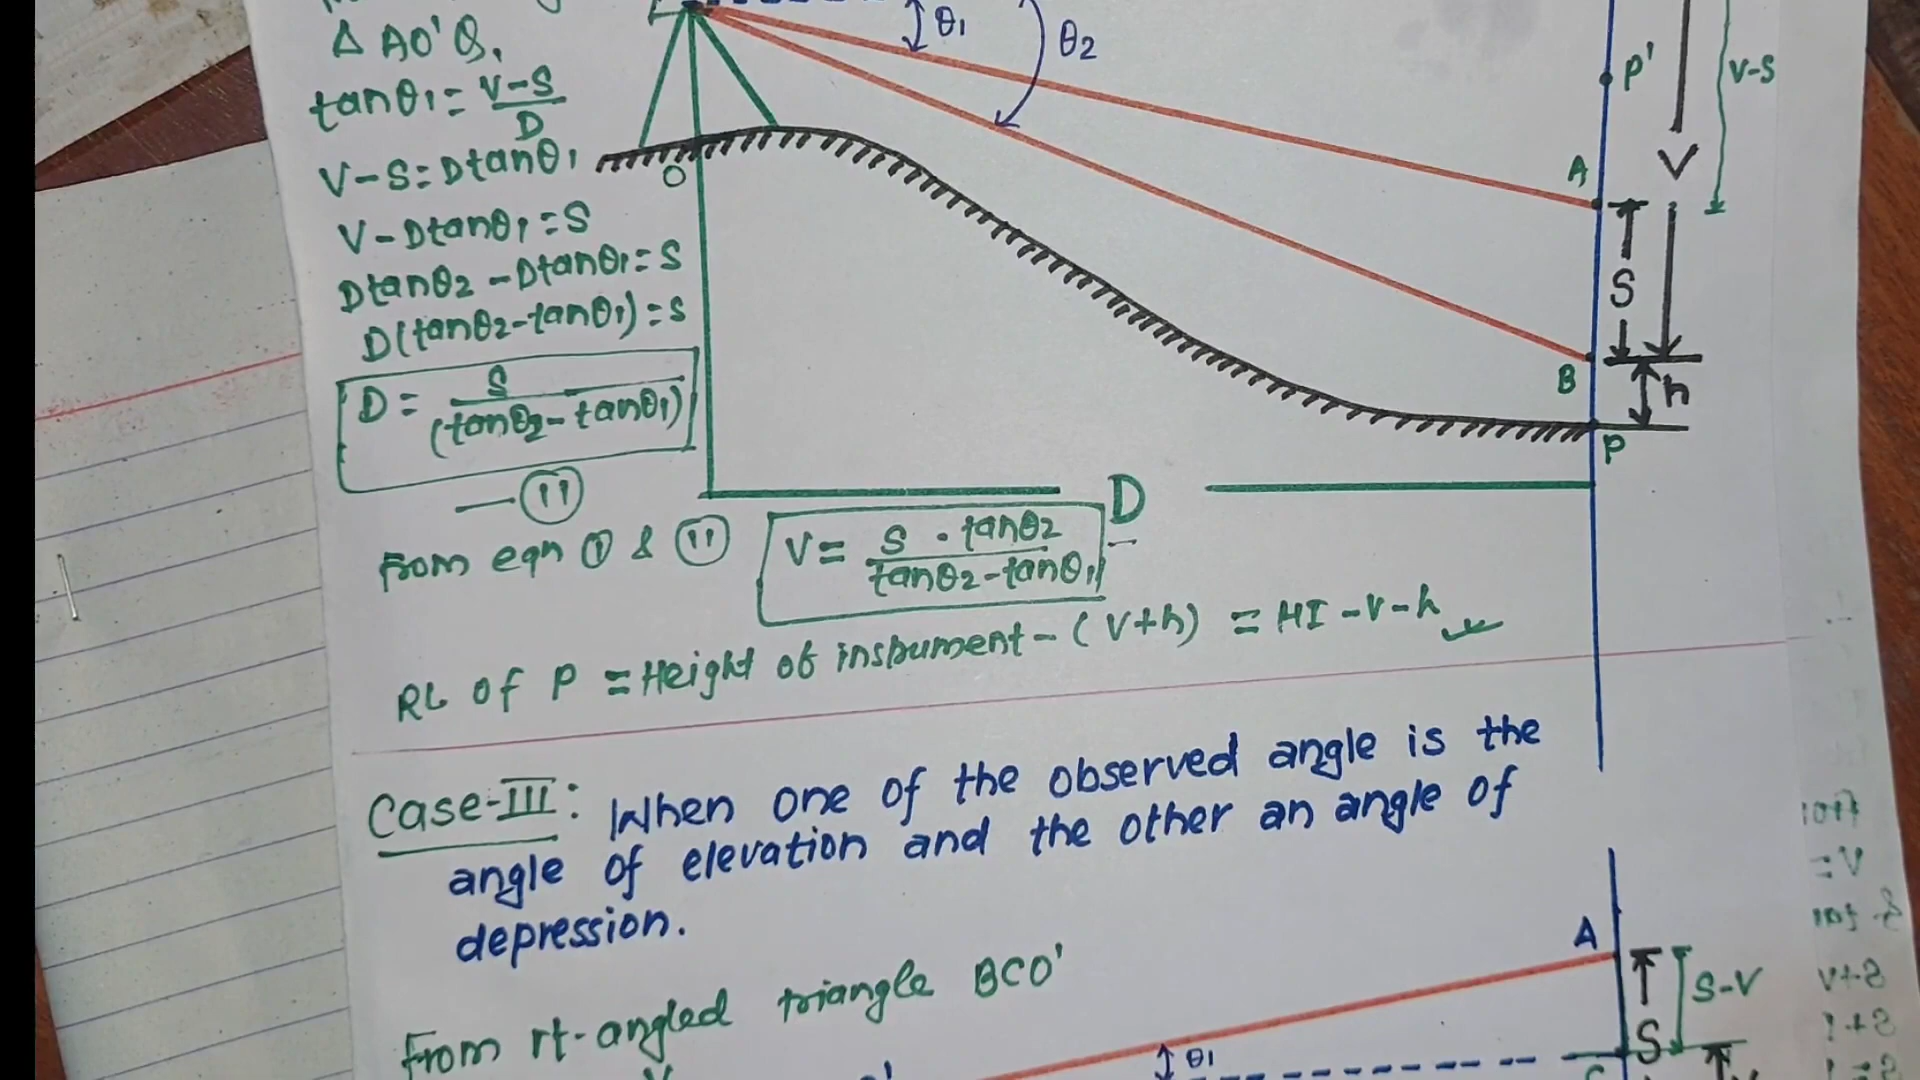 Δ AO'Q,
tanθ1 = V-S/D
V-S = Dtanθ1
V-Dtanθ1 = S
Dtanθ2 - Dtanθ1 = S
D(tanθ2-tanθ1) = S
D = S/(tanθ2-tanθ1)
— (II)
From eqn (I) & (II)
V = S . tanθ2/tanθ2-tanθ1
RL of P = Height of instrument - (V+h) = HI - V - h
θ1
θ2
P'
V-S
V
A
S
B
h
P
O
D
Case-III: When one of the observed angle is the
angle of elevation and the other an angle of
depression.
From rt-angled triangle BCO'
A
S-V
S
θ1
C